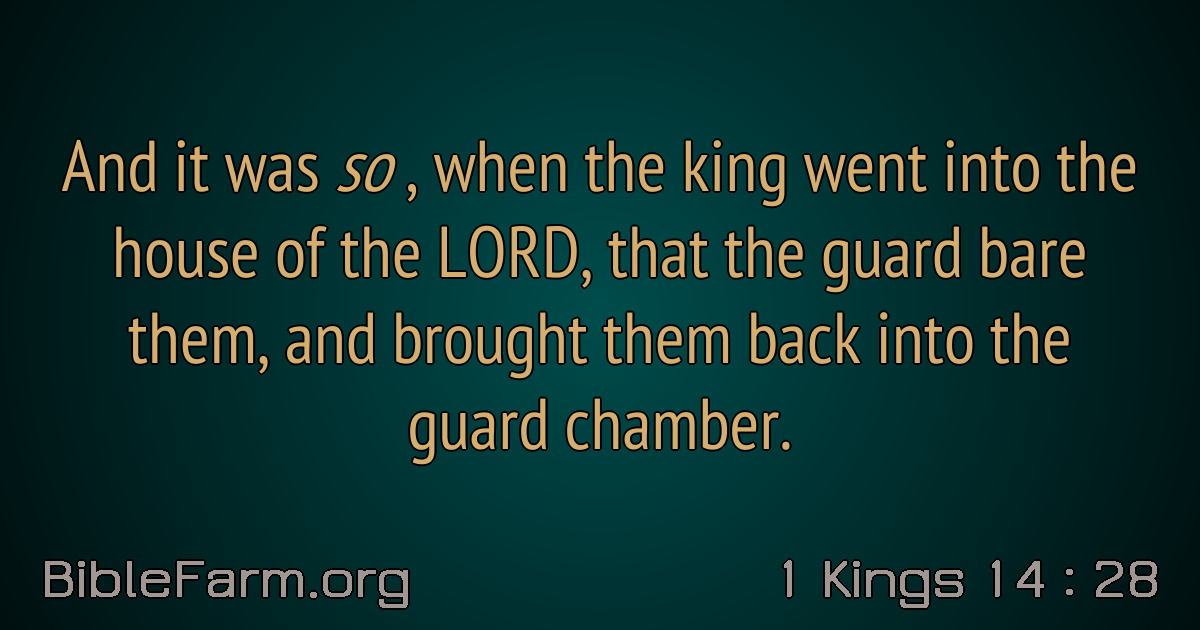 And it was so , when the king went into the
house of the LORD, that the guard bare
them, and brought them back into the
guard chamber.
BibleFarm.org
1 Kings 14 : 28